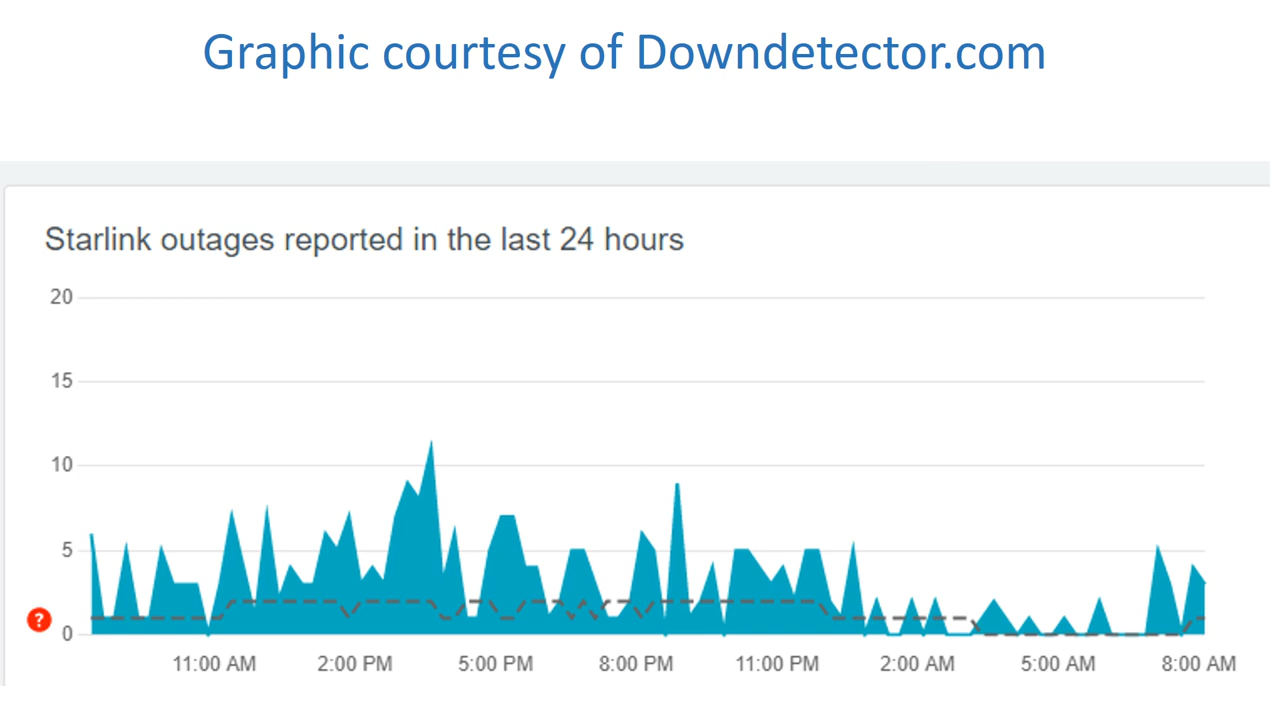 Graphic courtesy of Downdetector.com
Starlink outages reported in the last 24 hours
20
15
10
5
?
0
11:00 AM 2:00 PM 5:00 PM 8:00 PM 11:00 PM 2:00 AM 5:00 AM 8:00 AM